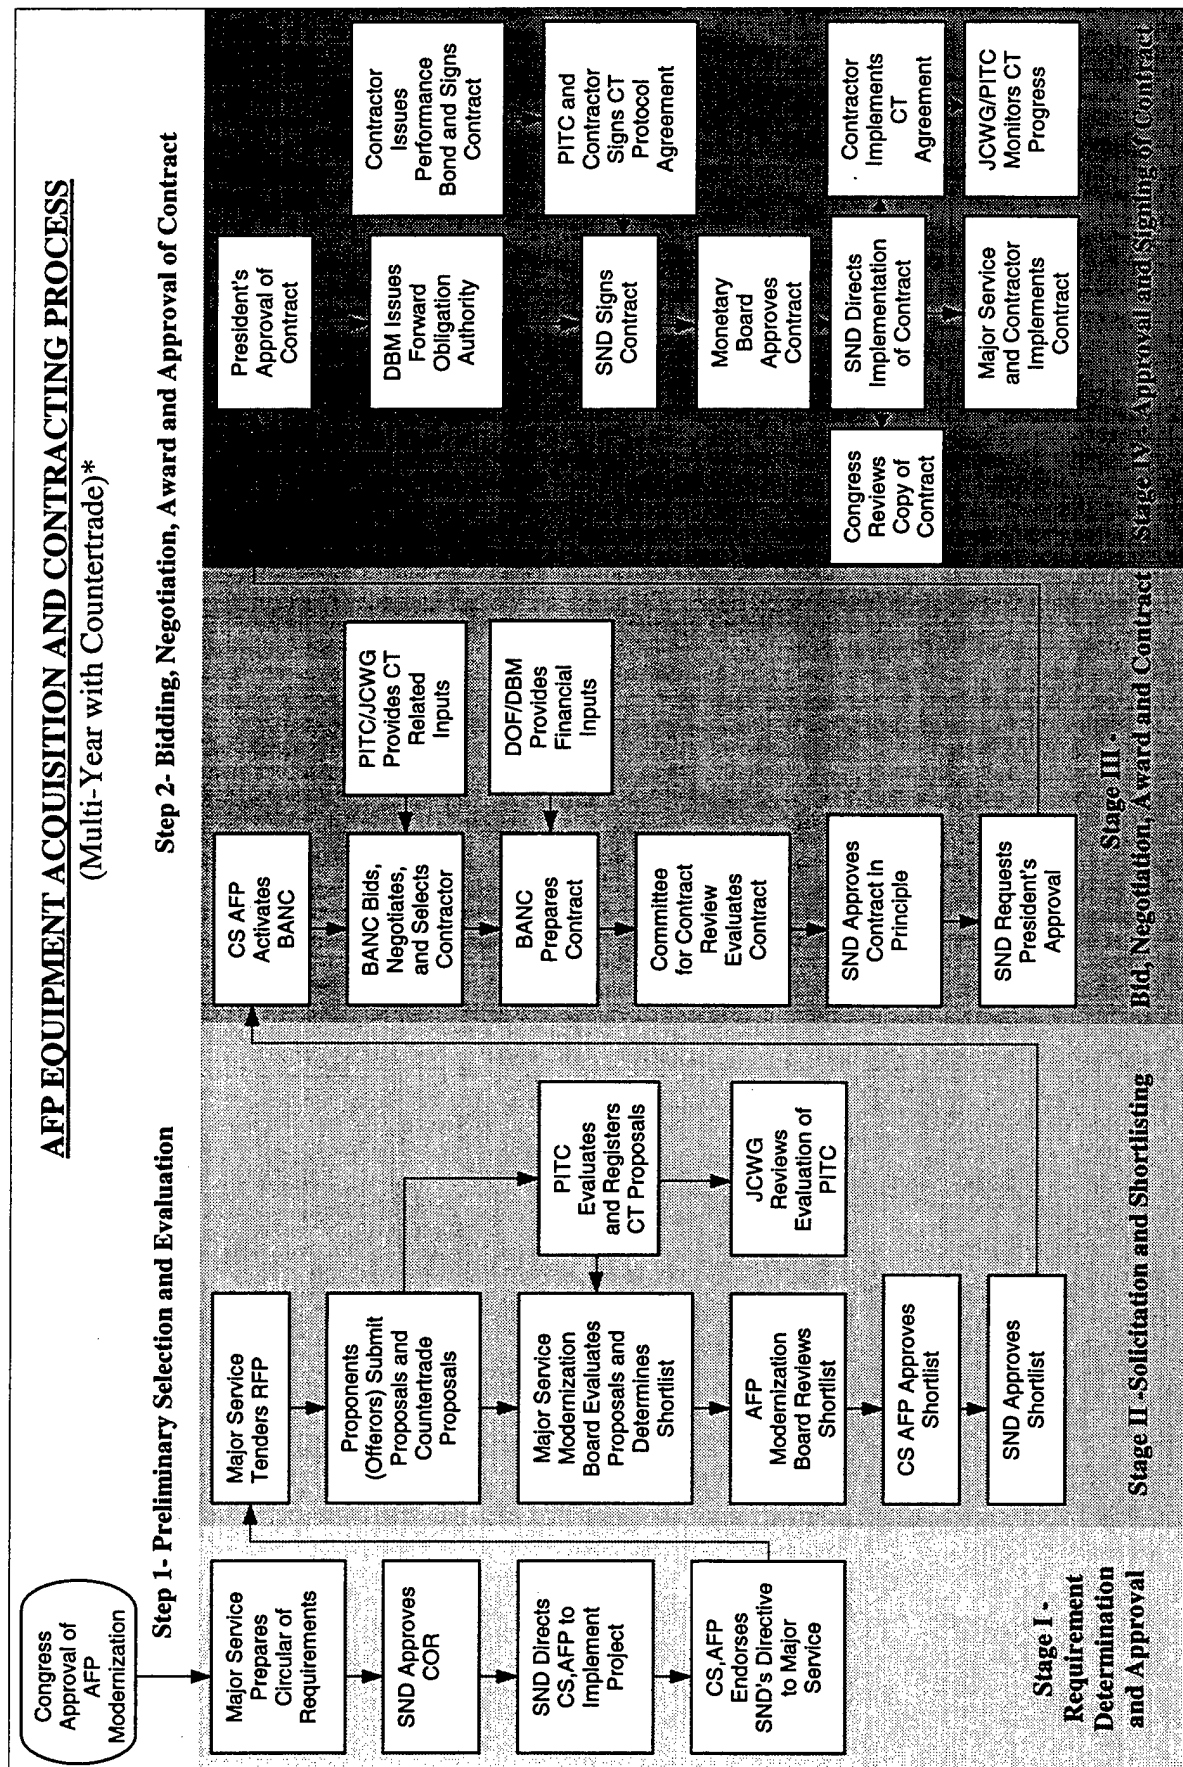 AFP EQUIPMENT ACQUISITION AND CONTRACTING PROCESS
(Multi-Year with Countertrade)*
Step 1- Preliminary Selection and Evaluation
Step 2- Bidding, Negotiation, Award and Approval of Contract
Congress
Approval of
AFP
Modernization
Major Service
Prepares
Circular of
Requirements
SND Approves
COR
SND Directs
CS,AFP to
Implement
Project
CS,AFP
Endorses
SND's Directive
to Major
Service
Stage I -
Requirement
Determination
and Approval
Major Service
Tenders RFP
Proponents
(Offerors) Submit
Proposals and
Countertrade
Proposals
PITC
Evaluates
and Registers
CT Proposals
Major Service
Modernization
Board Evaluates
Proposals and
Determines
Shortlist
JCWG
Reviews
Evaluation of
PITC
AFP
Modernization
Board Reviews
Shortlist
CS AFP Approves
Shortlist
SND Approves
Shortlist
Stage II -Solicitation and Shortlisting
CS AFP
Activates
BANC
BANC Bids,
Negotiates,
and Selects
Contractor
PITC/JCWG
Provides CT
Related
Inputs
BANC
Prepares
Contract
DOF/DBM
Provides
Financial
Inputs
Committee
for Contract
Review
Evaluates
Contract
SND Approves
Contract in
Principle
SND Requests
President's
Approval
Stage III -
Bid, Negotiation, Award and Contract
President's
Approval of
Contract
DBM Issues
Forward
Obligation
Authority
Contractor
Issues
Performance
Bond and Signs
Contract
PITC and
Contractor
Signs CT
Protocol
Agreement
SND Signs
Contract
Monetary
Board
Approves
Contract
Congress
Reviews
Copy of
Contract
SND Directs
Implementation
of Contract
Contractor
Implements
CT
Agreement
Major Service
and Contractor
Implements
Contract
JCWG/PITC
Monitors CT
Progress
Stage IV - Approval and Signing of Contract